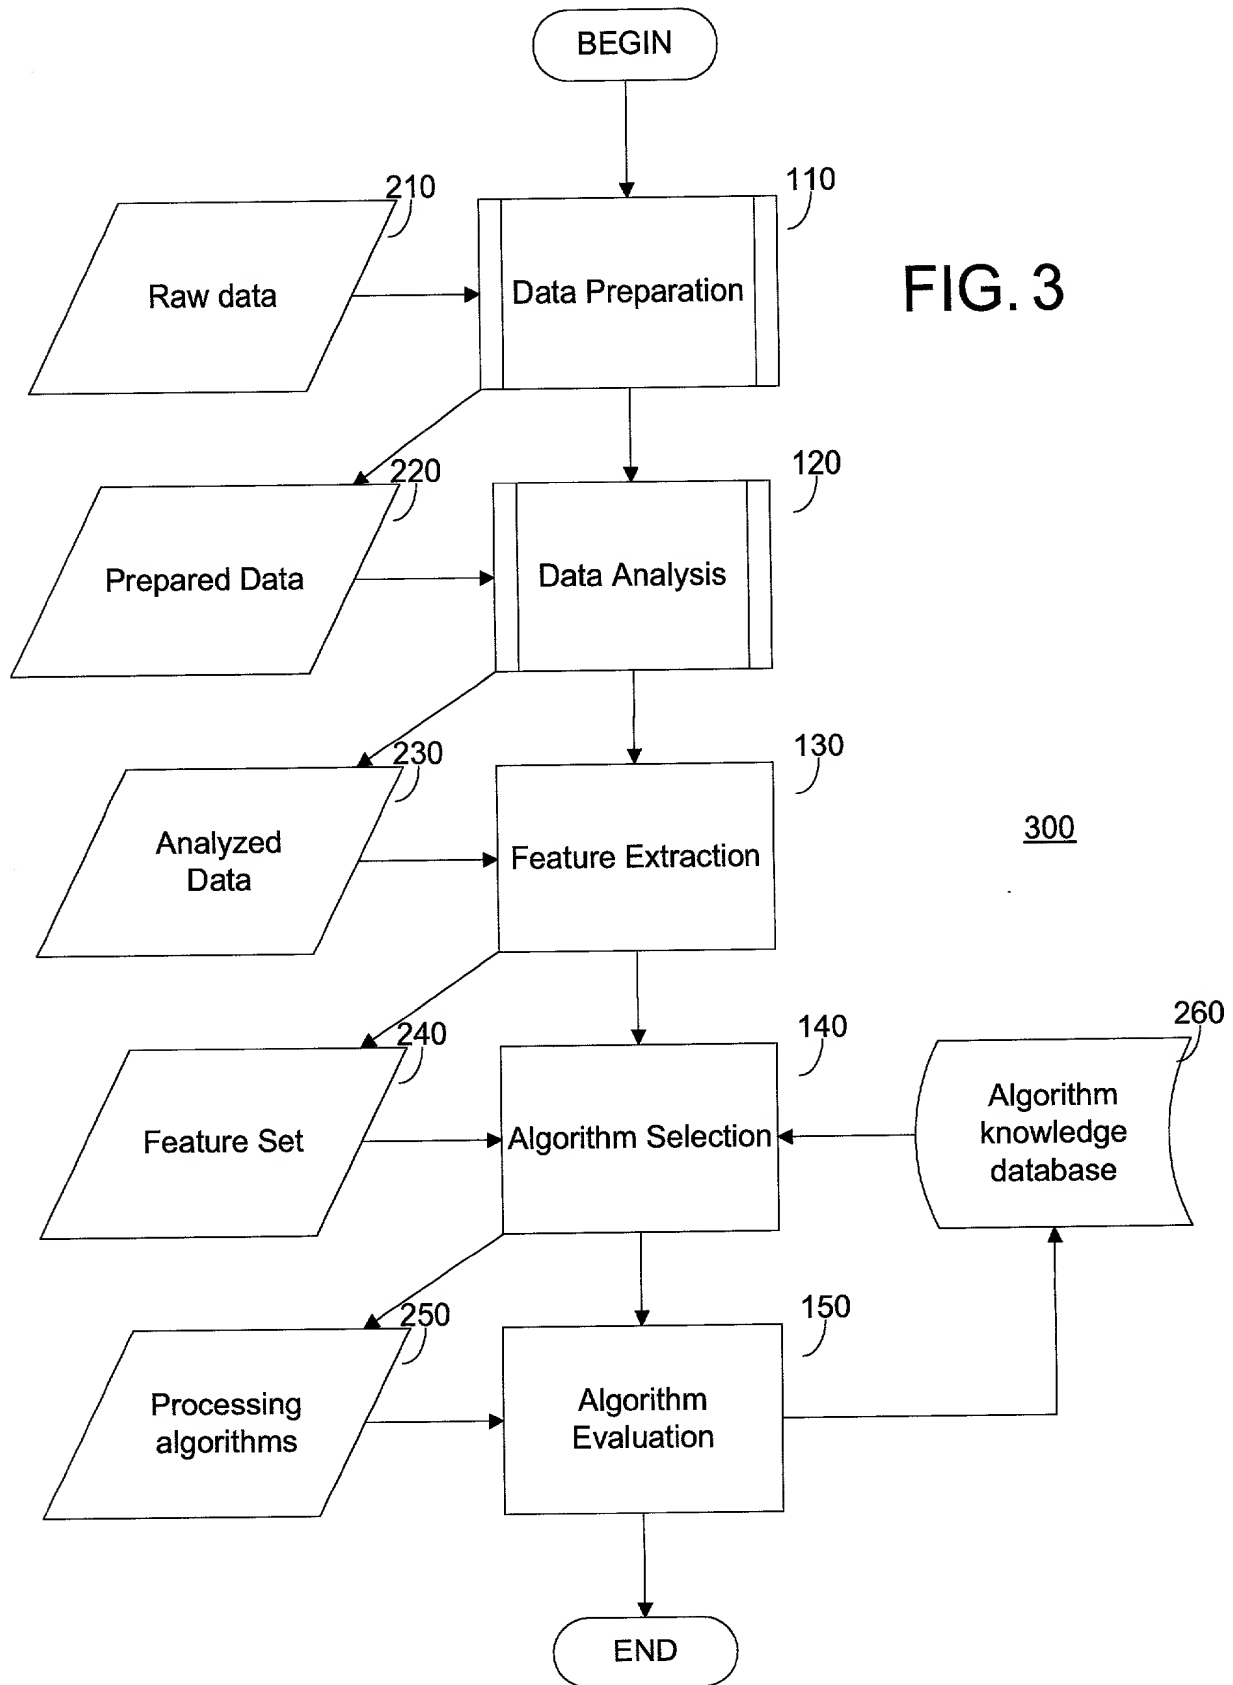 BEGIN
210
110
Raw data
Data Preparation
FIG. 3
220
120
Prepared Data
Data Analysis
230
130
Analyzed
Data
Feature Extraction
300
240
140
260
Feature Set
Algorithm Selection
Algorithm
knowledge
database
250
150
Processing
algorithms
Algorithm
Evaluation
END